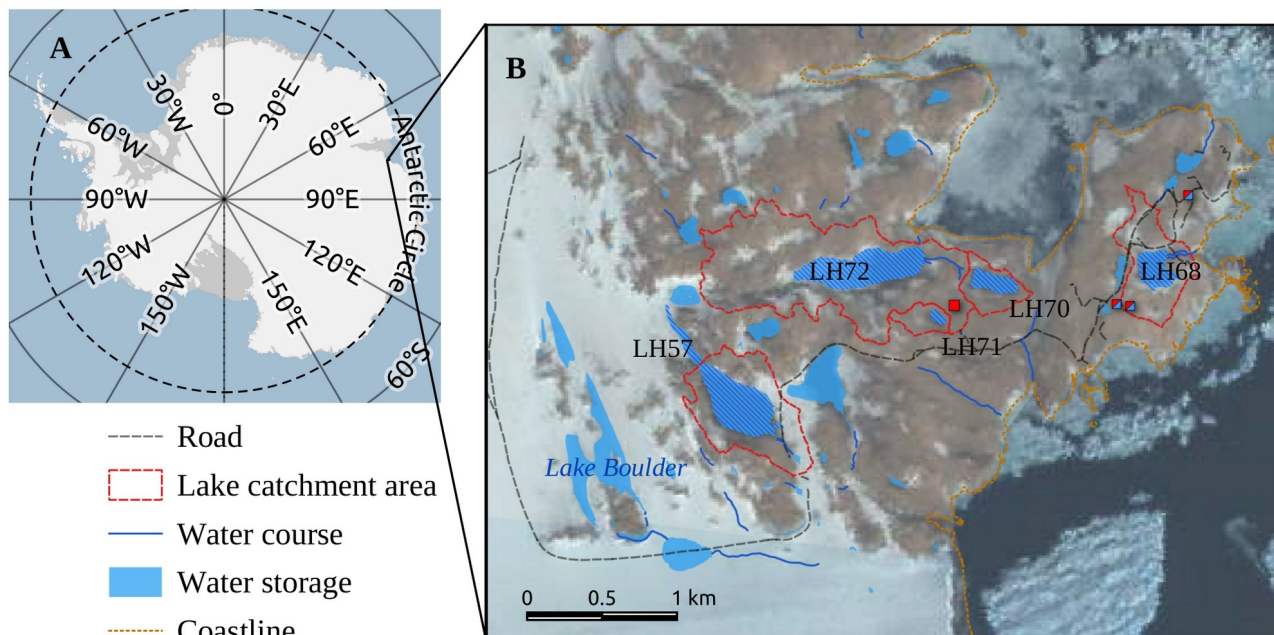 A
0°
30°W
30°E
60°W
60°E
90°W
90°E
120°W
120°E
150°W
150°E
60°S
Antarctic Circle
Road
Lake catchment area
Water course
Water storage
Coastline
B
LH72
LH68
LH70
LH71
LH57
Lake Boulder
0 0.5 1 km